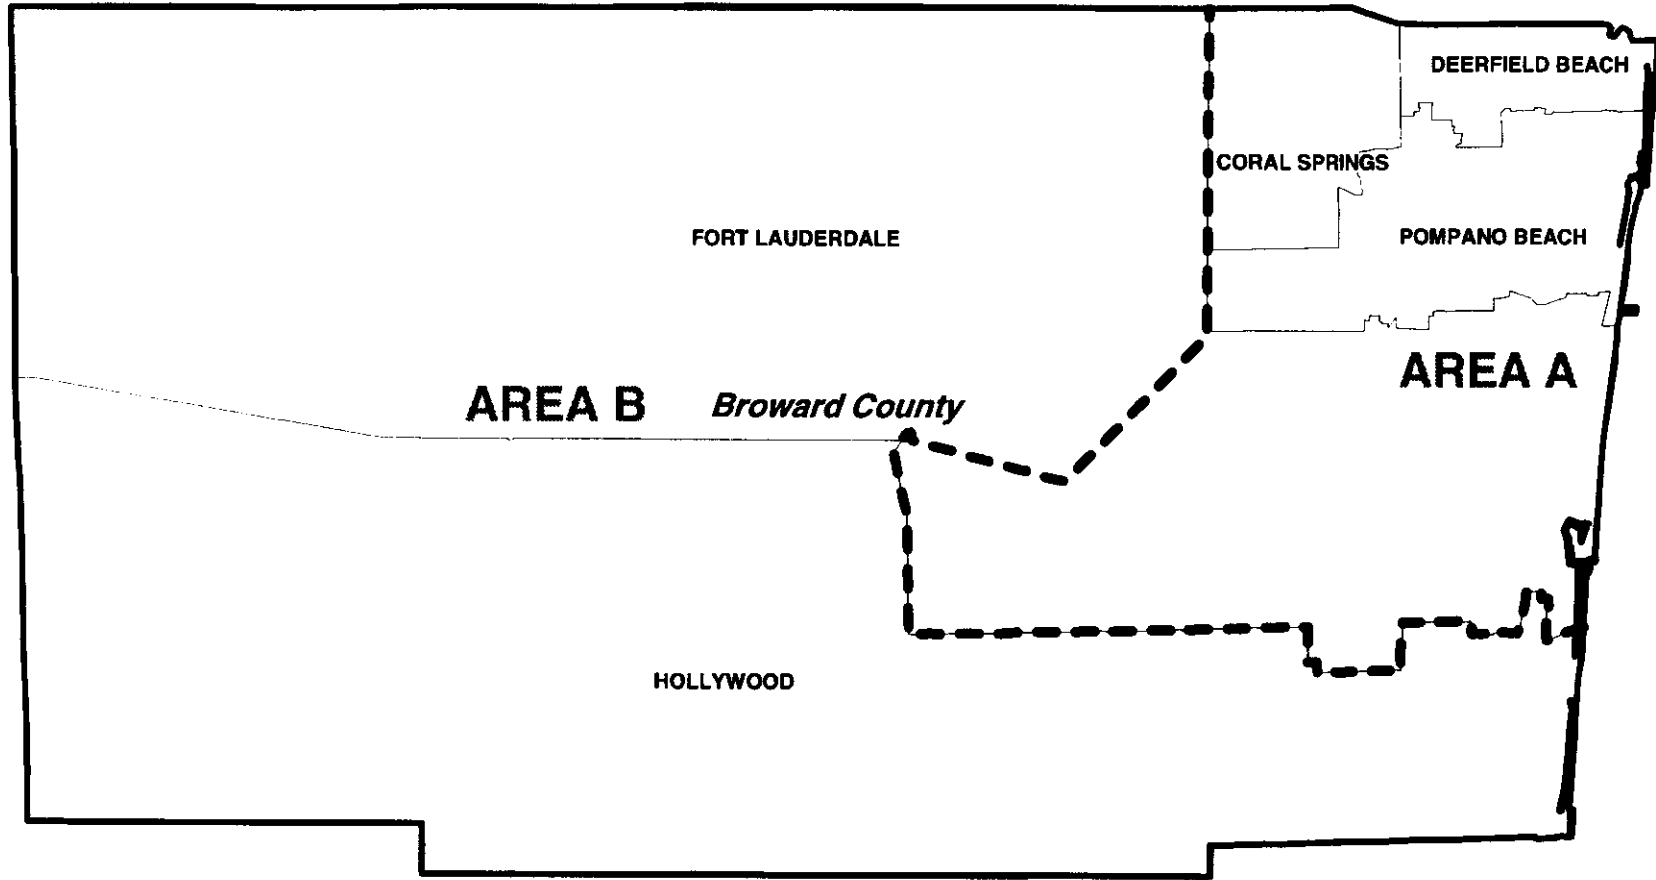 DEERFIELD BEACH
CORAL SPRINGS
FORT LAUDERDALE
POMPANO BEACH
AREA A
AREA B
Broward County
HOLLYWOOD